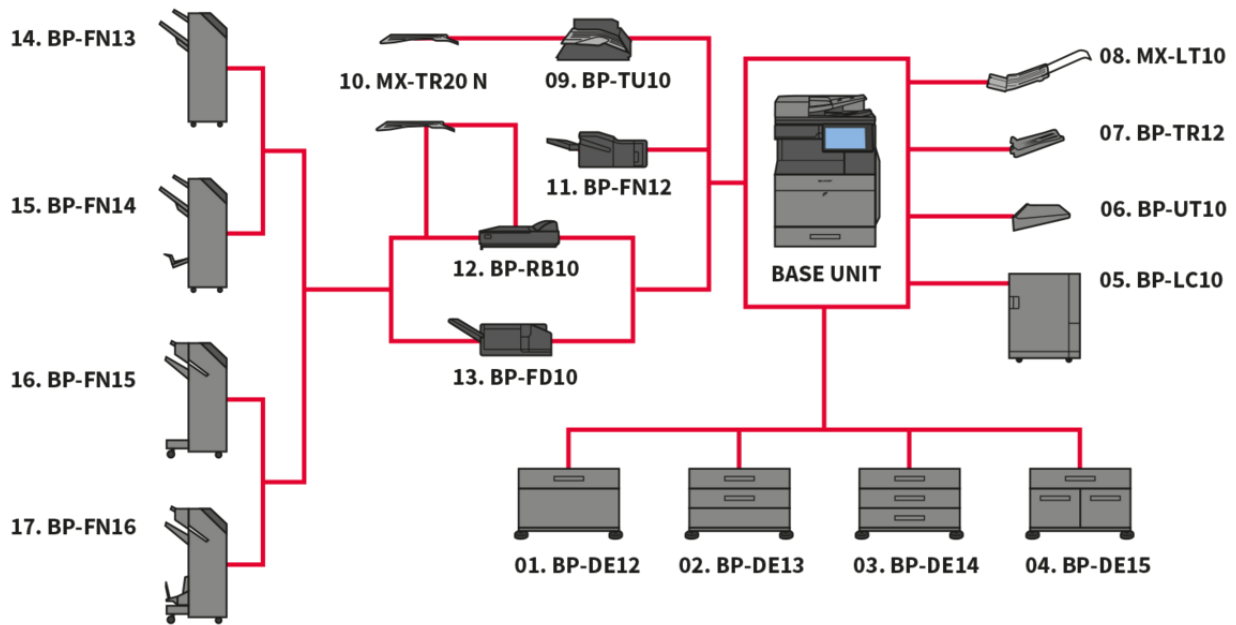 14. BP-FN13
10. MX-TR20 N
09. BP-TU10
08. MX-LT10
07. BP-TR12
11. BP-FN12
15. BP-FN14
06. BP-UT10
12. BP-RB10
BASE UNIT
05. BP-LC10
16. BP-FN15
13. BP-FD10
17. BP-FN16
01. BP-DE12
02. BP-DE13
03. BP-DE14
04. BP-DE15